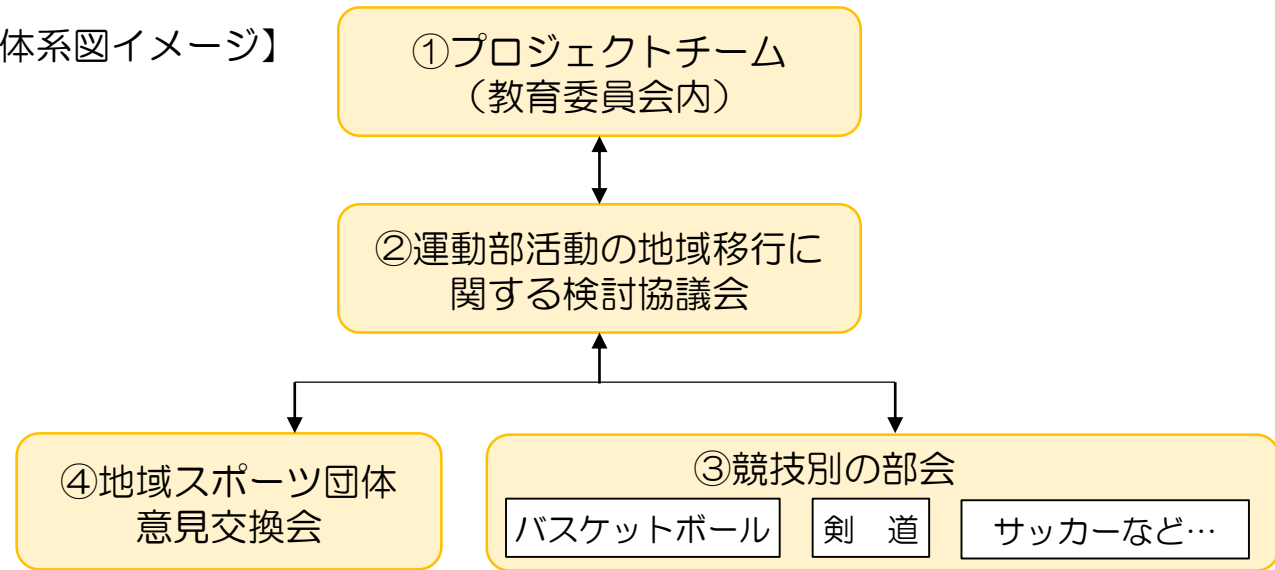 体系図イメージ】
①プロジェクトチーム
（教育委員会内）
②運動部活動の地域移行に
関する検討協議会
④地域スポーツ団体
意見交換会
③競技別の部会
バスケットボール
剣　道
サッカーなど…